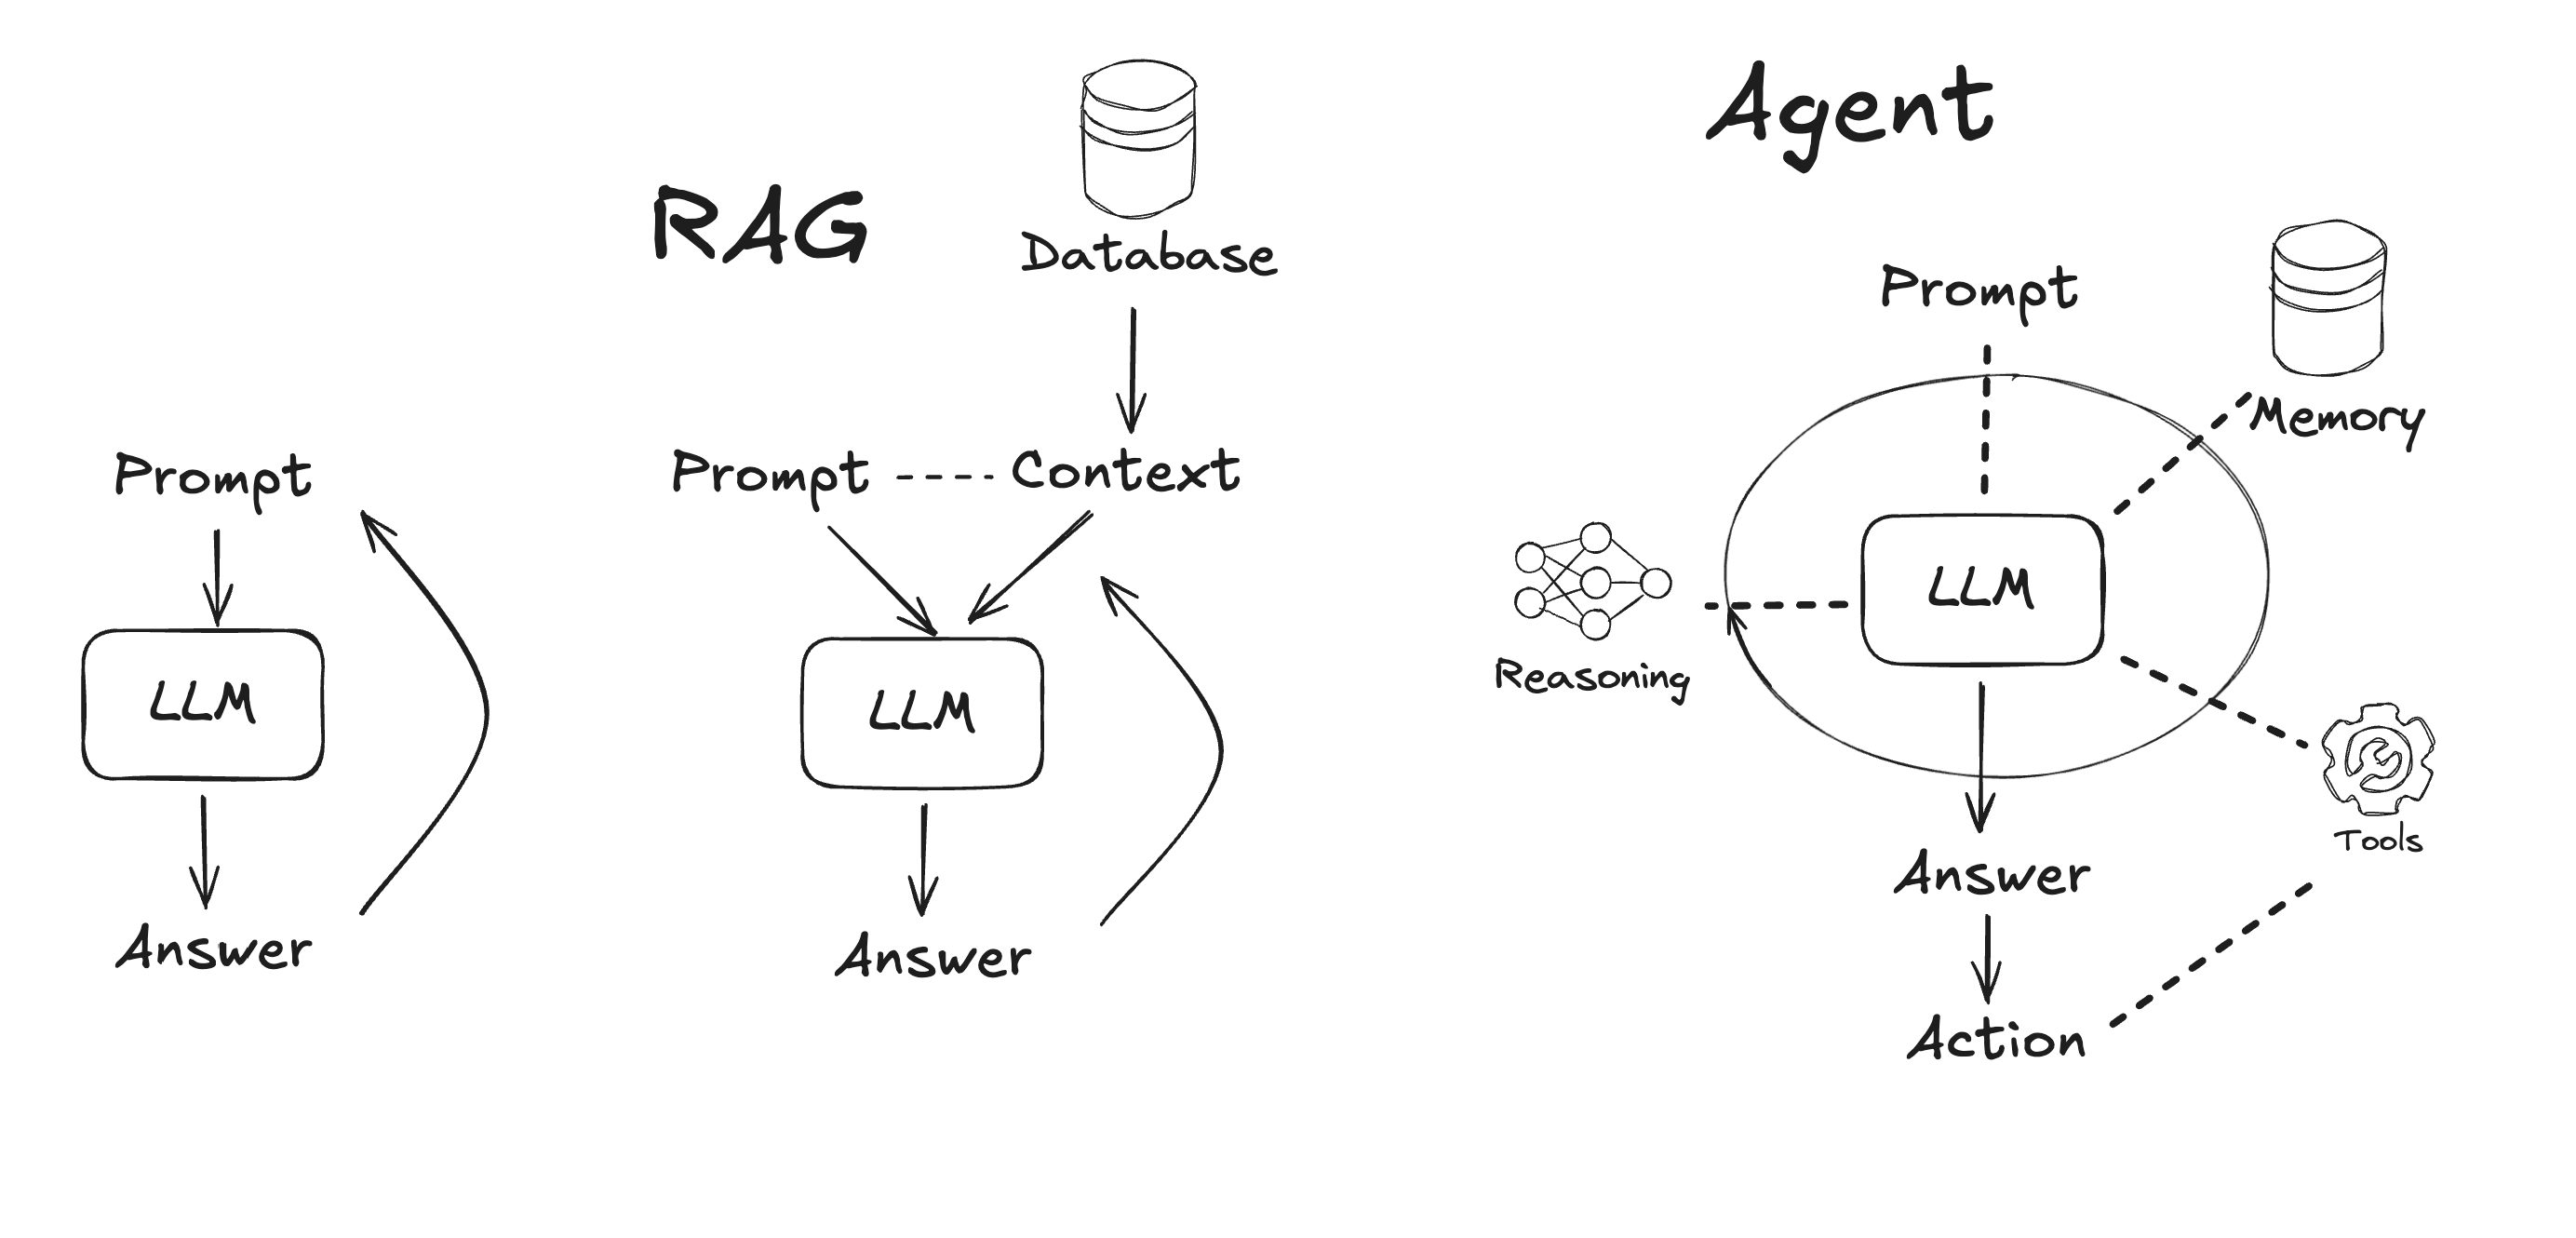 Prompt
LLM
Answer
RAG
Database
Prompt
Context
LLM
Answer
Agent
Prompt
Memory
Reasoning
LLM
Tools
Answer
Action